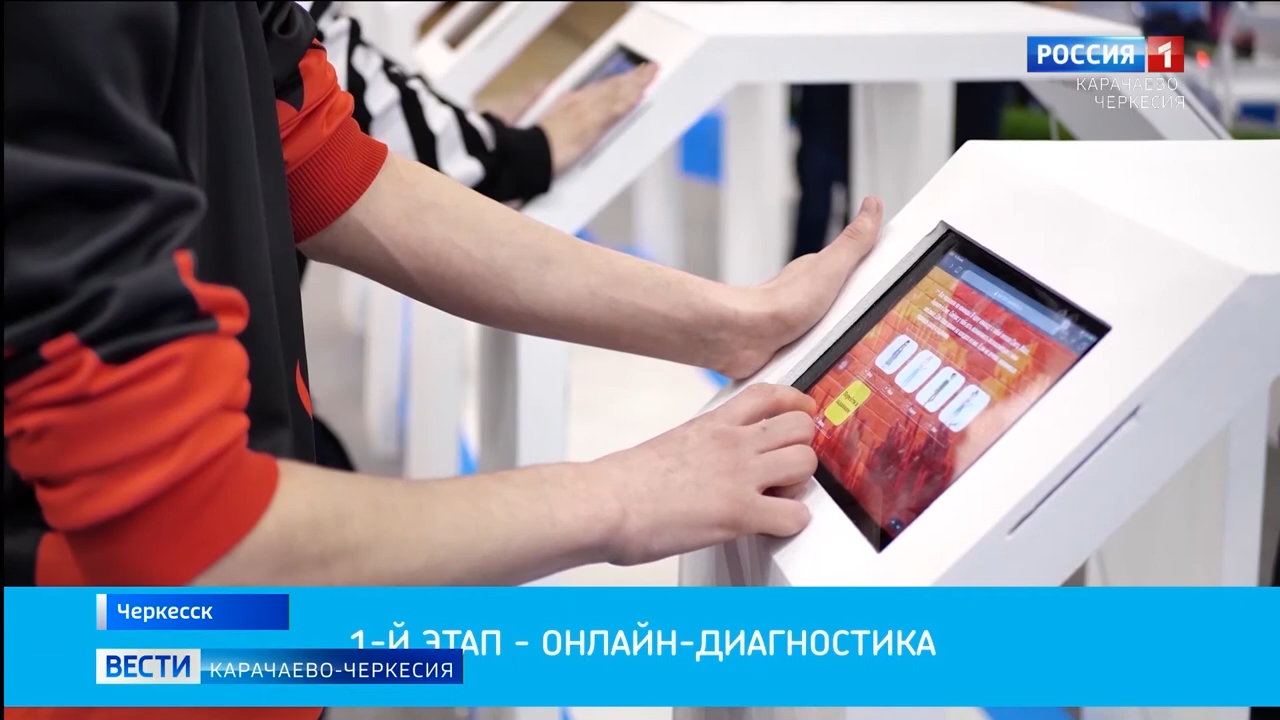 РОССИЯ 1
КАРАЧАЕВО
ЧЕРКЕСИЯ
Черкесск
1-Й ЭТАП - ОНЛАЙН-ДИАГНОСТИКА
ВЕСТИ КАРАЧАЕВО-ЧЕРКЕСИЯ